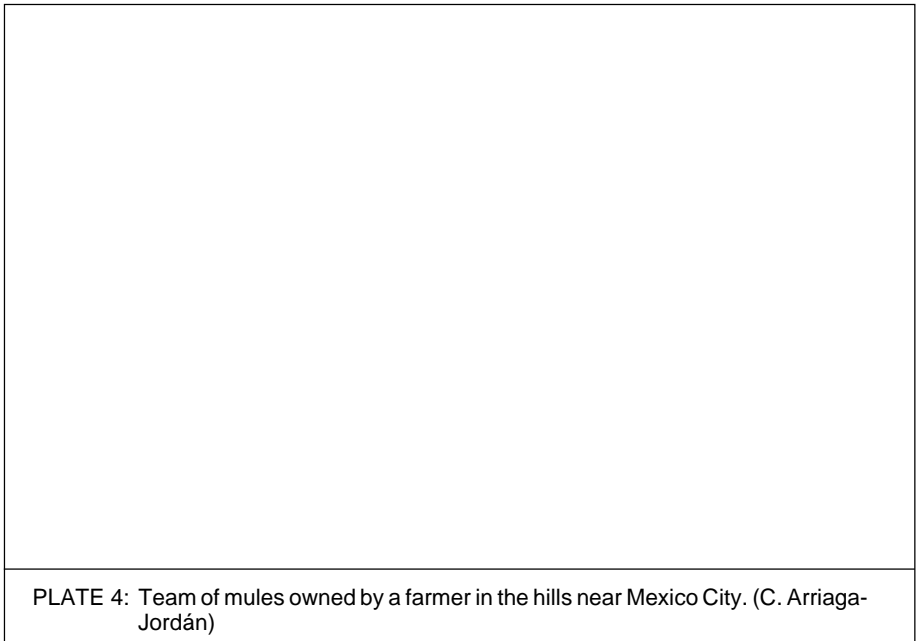 PLATE 4: Team of mules owned by a farmer in the hills near Mexico City. (C. Arriaga-
Jordán)